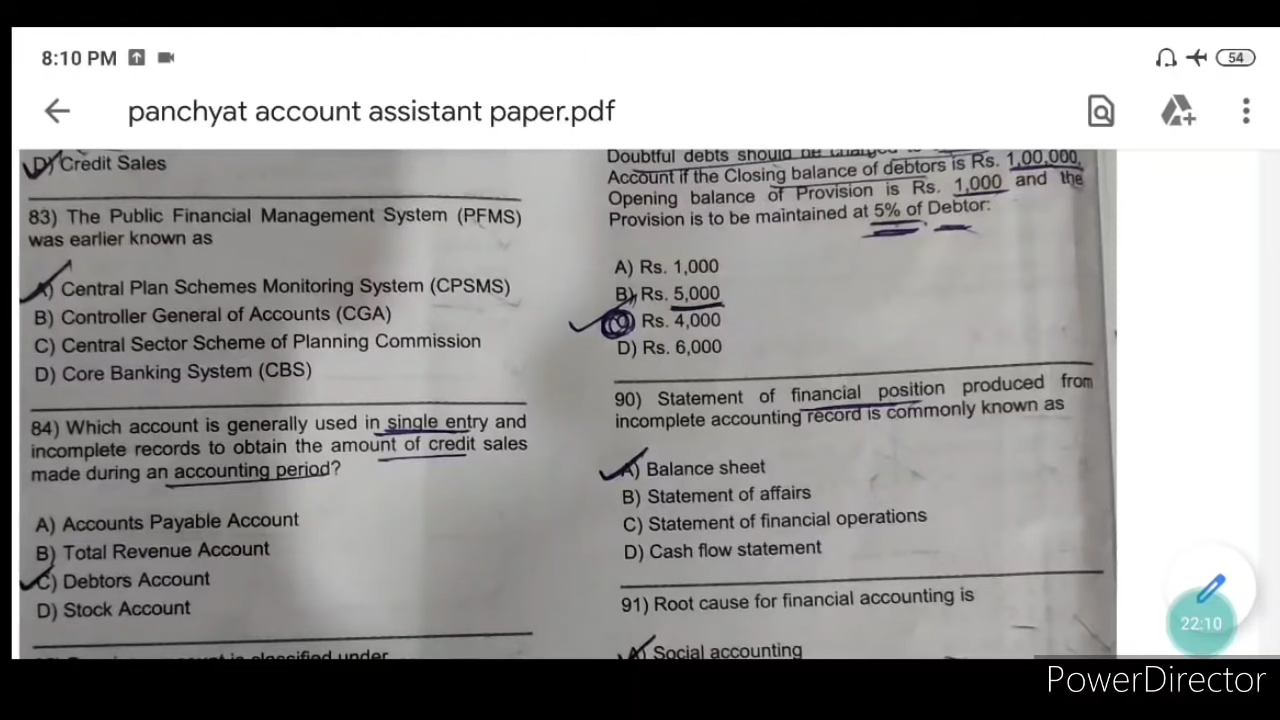 8:10 PM
54
panchyat account assistant paper.pdf
D) Credit Sales
83) The Public Financial Management System (PFMS)
was earlier known as
A) Central Plan Schemes Monitoring System (CPSMS)
B) Controller General of Accounts (CGA)
C) Central Sector Scheme of Planning Commission
D) Core Banking System (CBS)
84) Which account is generally used in single entry and
incomplete records to obtain the amount of credit sales
made during an accounting period?
A) Accounts Payable Account
B) Total Revenue Account
C) Debtors Account
D) Stock Account
is classified under
Doubtful debts should be charged to
Account if the Closing balance of debtors is Rs. 1,00,000,
Opening balance of Provision is Rs. 1,000 and the
Provision is to be maintained at 5% of Debtor:
A) Rs. 1,000
B) Rs. 5,000
C) Rs. 4,000
D) Rs. 6,000
90) Statement of financial position produced from
incomplete accounting record is commonly known as
A) Balance sheet
B) Statement of affairs
C) Statement of financial operations
D) Cash flow statement
91) Root cause for financial accounting is
A) Social accounting
22:10
PowerDirector